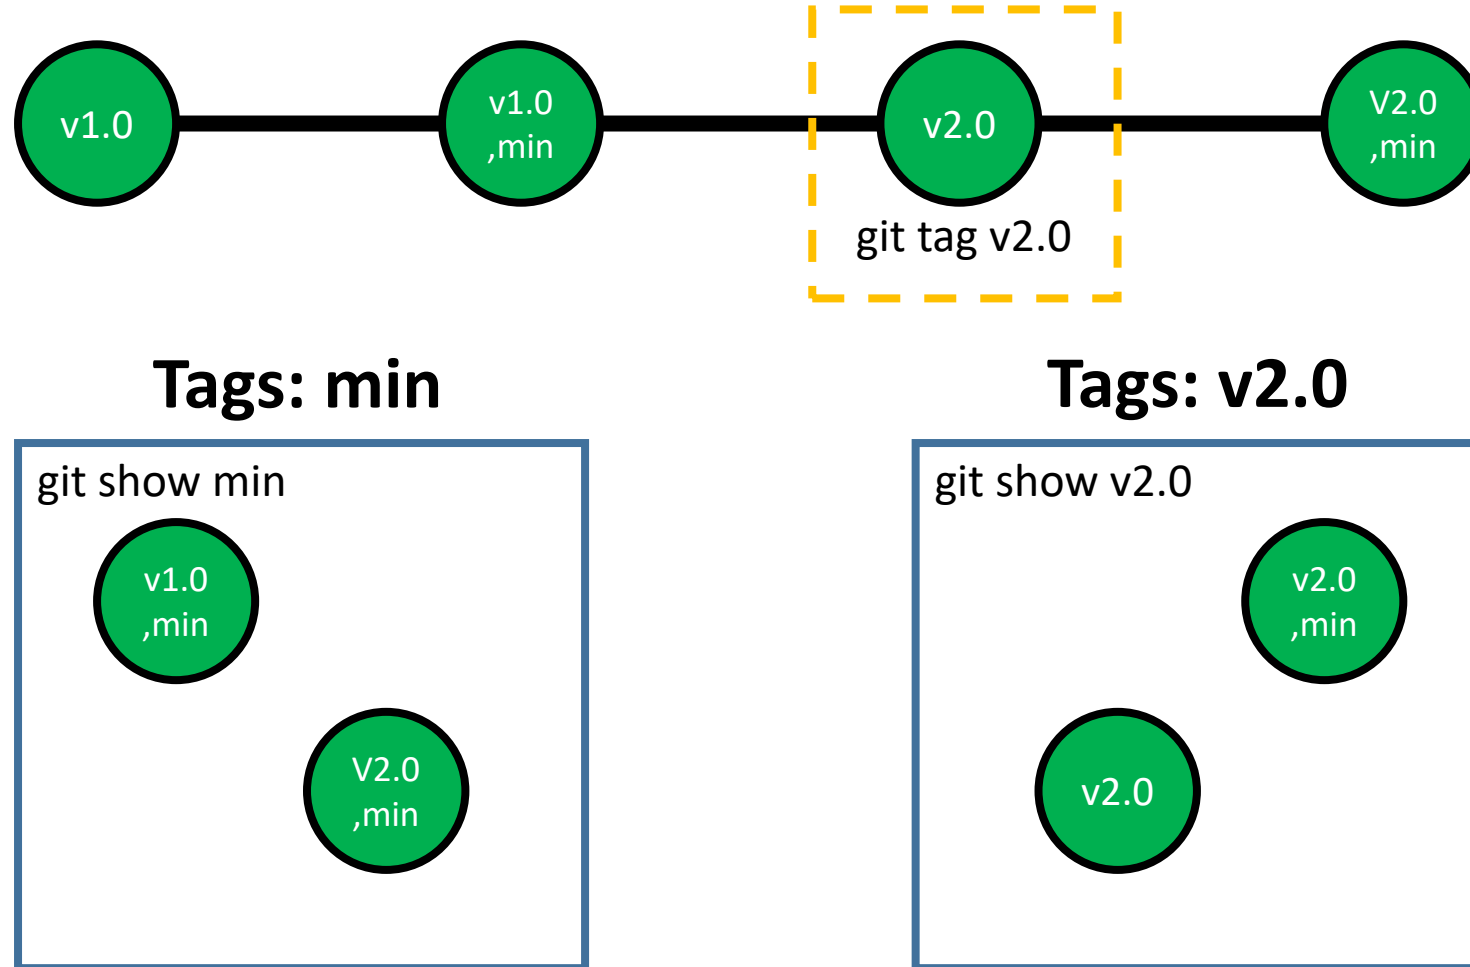 v1.0
v1.0
,min
v2.0
V2.0
,min
git tag v2.0
Tags: min
Tags: v2.0
git show min
v1.0
,min
V2.0
,min
git show v2.0
v2.0
,min
v2.0